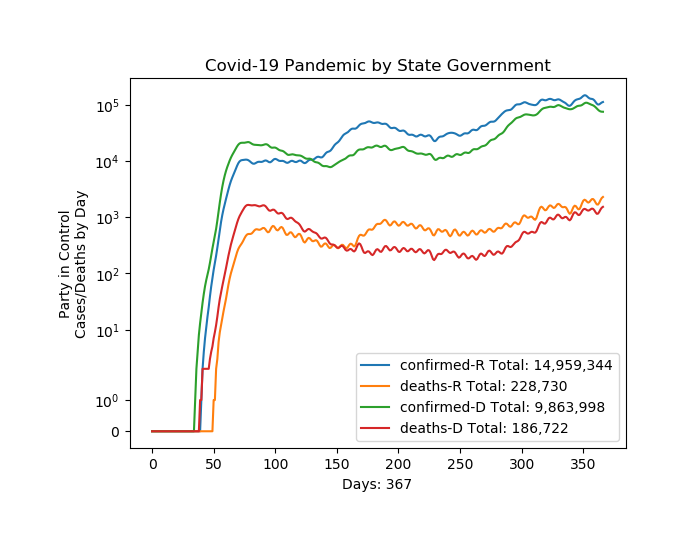 Covid-19 Pandemic by State Government
Party in Control
Cases/Deaths by Day
10^5
10^4
10^3
10^2
10^1
10^0
0
0 50 100 150 200 250 300 350
Days: 367
confirmed-R Total: 14,959,344
deaths-R Total: 228,730
confirmed-D Total: 9,863,998
deaths-D Total: 186,722